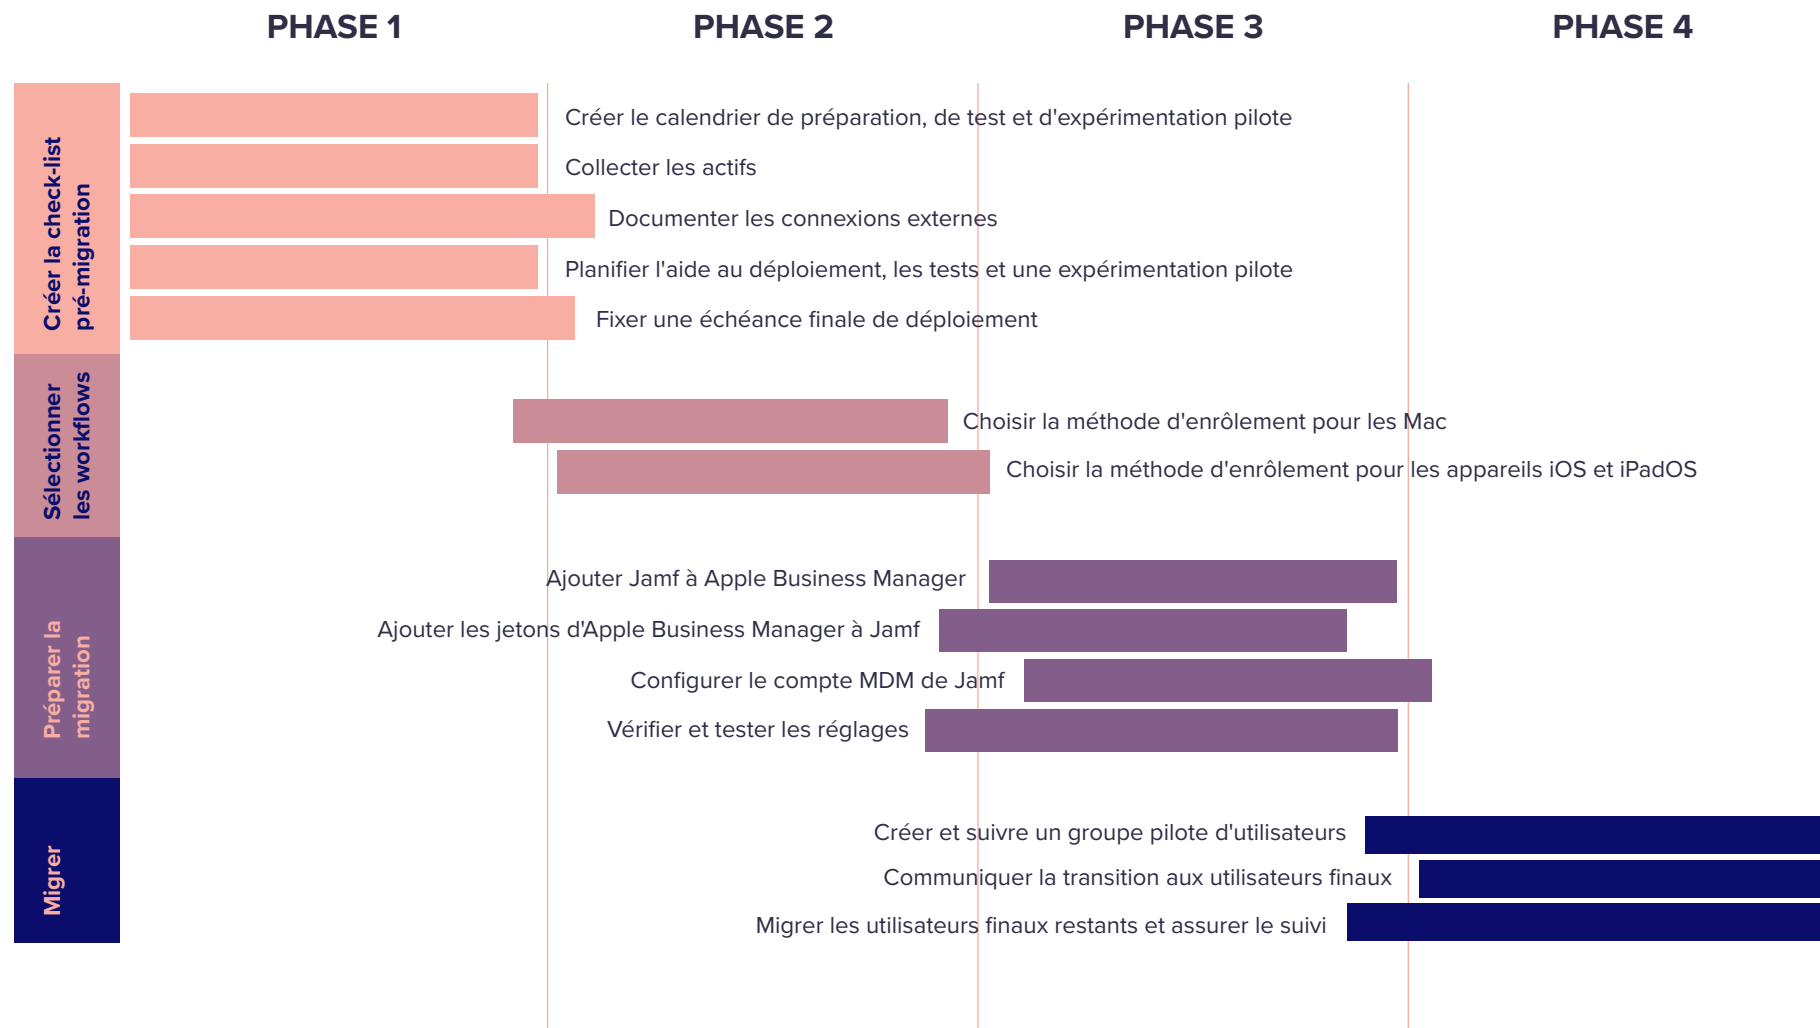 PHASE 1
PHASE 2
PHASE 3
PHASE 4
Créer la check-list
pré-migration
Créer le calendrier de préparation, de test et d'expérimentation pilote
Collecter les actifs
Documenter les connexions externes
Planifier l'aide au déploiement, les tests et une expérimentation pilote
Fixer une échéance finale de déploiement
Sélectionner
les workflows
Choisir la méthode d'enrôlement pour les Mac
Choisir la méthode d'enrôlement pour les appareils iOS et iPadOS
Préparer la
migration
Ajouter Jamf à Apple Business Manager
Ajouter les jetons d'Apple Business Manager à Jamf
Configurer le compte MDM de Jamf
Vérifier et tester les réglages
Migrer
Créer et suivre un groupe pilote d'utilisateurs
Communiquer la transition aux utilisateurs finaux
Migrer les utilisateurs finaux restants et assurer le suivi